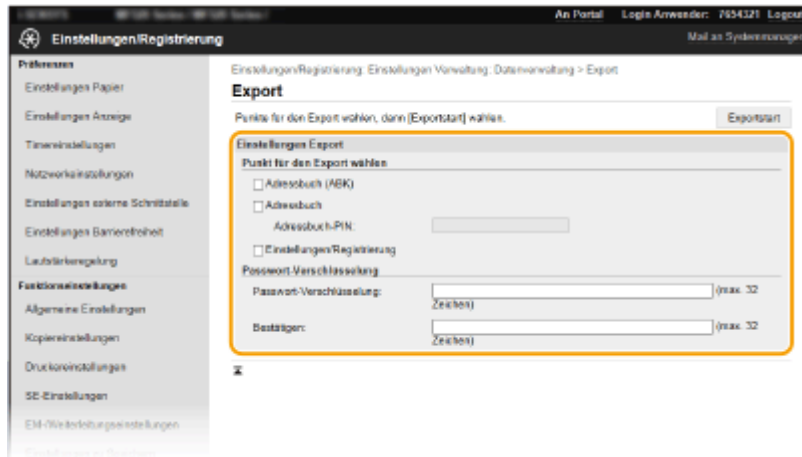 An Portal Login Anwender: 7654321 Logou
Einstellungen/Registrierung
Mail an Systemmanager
Präferenzen
Einstellungen Papier
Einstellungen Anzeige
Timereinstellungen
Netzwerkeinstellungen
Einstellungen externe Schnittstelle
Einstellungen Barrierefreiheit
Lautstärkeregelung
Funktionseinstellungen
Allgemeine Einstellungen
Kopiereinstellungen
Druckereinstellungen
SE-Einstellungen
EM-/Weiterleitungseinstellungen
Einstellungen/Registrierung: Einstellungen Verwaltung: Datenverwaltung > Export
Export
Punkte für den Export wählen, dann [Exportstart] wählen.
Exportstart
Einstellungen Export
Punkt für den Export wählen
Adressbuch (ABK)
Adressbuch
Adressbuch-PIN:
Einstellungen/Registrierung
Passwort-Verschlüsselung
Passwort-Verschlüsselung: (max. 32
Zeichen)
Bestätigen: (max. 32
Zeichen)